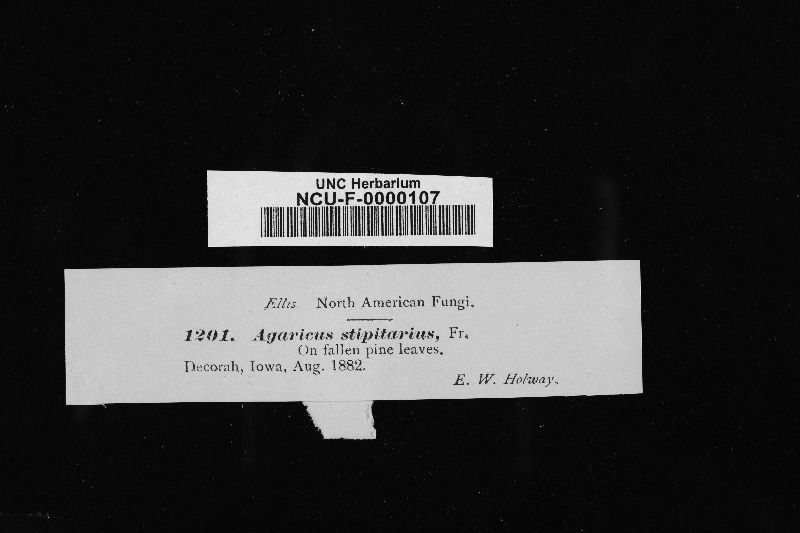 UNC Herbarium
NCU-F-0000107
Ellis North American Fungi.
1201. Agaricus stipitarius, Fr.
On fallen pine leaves.
Decorah, Iowa, Aug. 1882.
E. W. Holway.